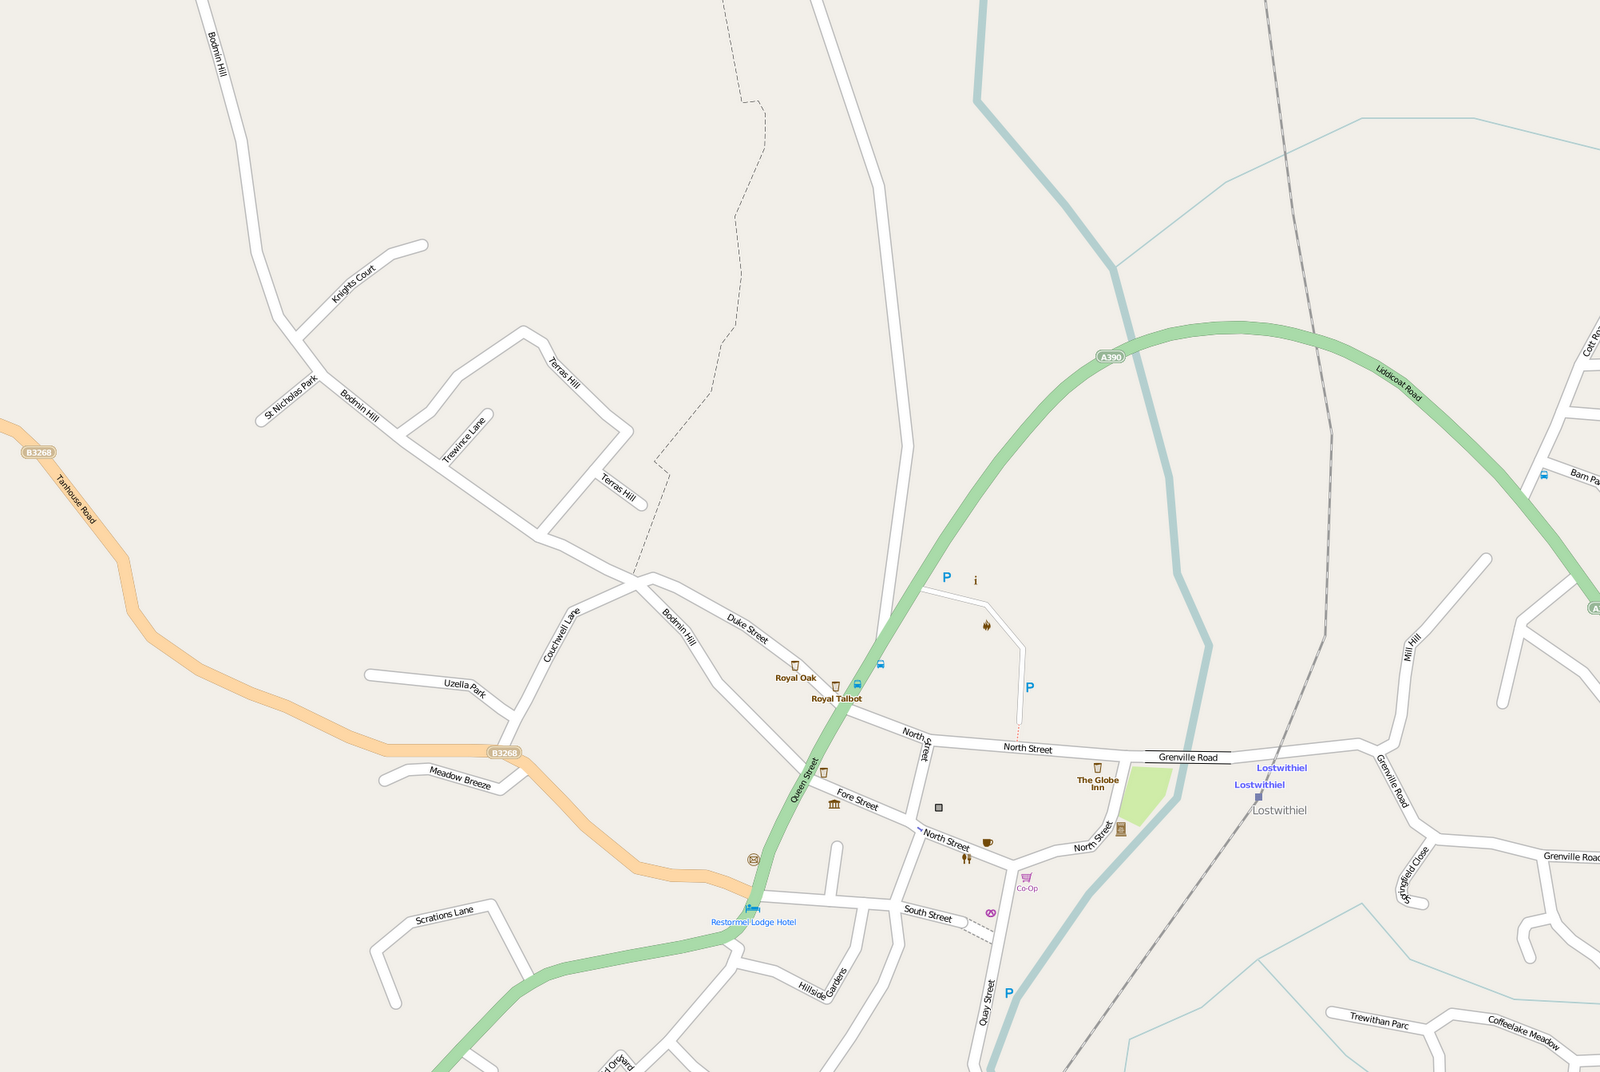 Bodmin Hill
Knights Court
St Nicholas Park
Bodmin Hill
Terras Hill
Trewince Lane
Terras Hill
A390
Liddicoat Road
B3268
Tanhouse Road
Barn
P
i
Couchwell Lane
Bodmin Hill
Duke Street
Mill Hill
Royal Oak
Royal Talbot
Uzella Park
P
North Street
North Street
Grenville Road
B3268
Lostwithiel
Lostwithiel
Lostwithiel
Meadow Breeze
Queen Street
Fore Street
The Globe
Inn
Grenville Road
North Street
North Street
Grenville Road
Co-Op
Springfield Close
Scrations Lane
South Street
Restormel Lodge Hotel
Hillside Gardens
Quay Street
P
Trewithan Parc
Coffeelake Meadow